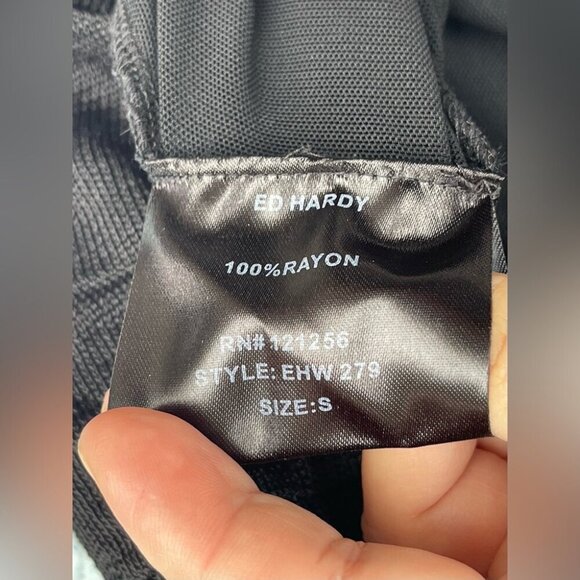 ED HARDY
100%RAYON
RN# 121256
STYLE: EHW 279
SIZE:S